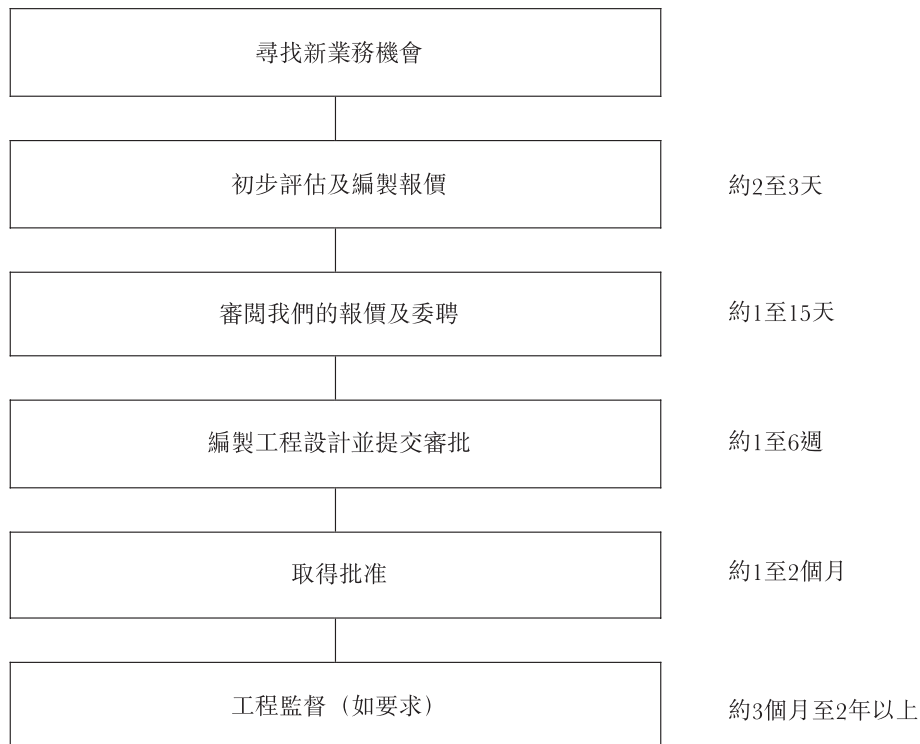 尋找新業務機會
初步評估及編製報價
約2至3天
審閱我們的報價及委聘
約1至15天
編製工程設計並提交審批
約1至6週
取得批准
約1至2個月
工程監督（如要求）
約3個月至2年以上